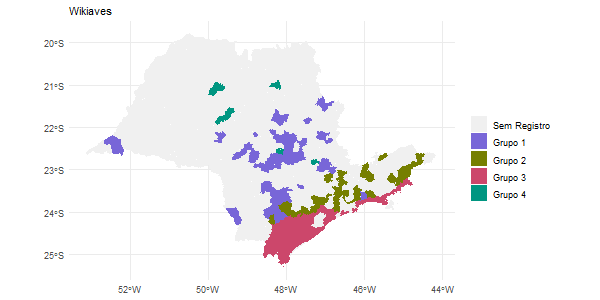 Wikiaves
20°S
21°S
22°S
23°S
24°S
25°S
52°W
50°W
48°W
46°W
44°W
Sem Registro
Grupo 1
Grupo 2
Grupo 3
Grupo 4